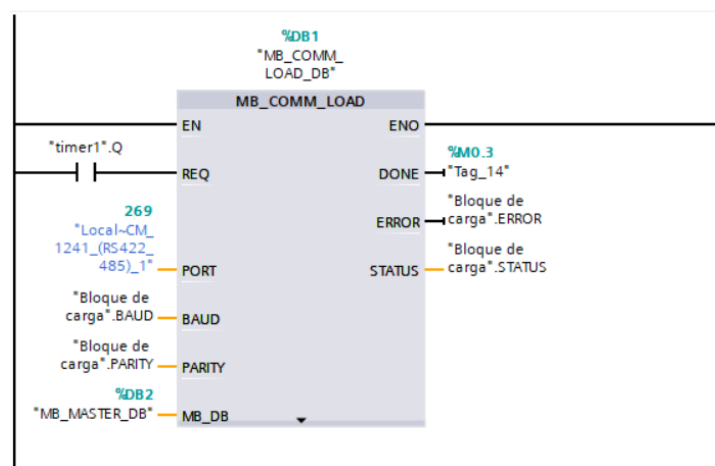 %DB1
"MB_COMM_
LOAD_DB"
MB_COMM_LOAD
EN
ENO
"timer1".Q
REQ
%M0.3
DONE
"Tag_14"
"Bloque de
carga".ERROR
ERROR
269
"Local~CM_
1241_(RS422_
485)_1"
PORT
"Bloque de
carga".STATUS
STATUS
"Bloque de
carga".BAUD
BAUD
"Bloque de
carga".PARITY
PARITY
%DB2
"MB_MASTER_DB"
MB_DB